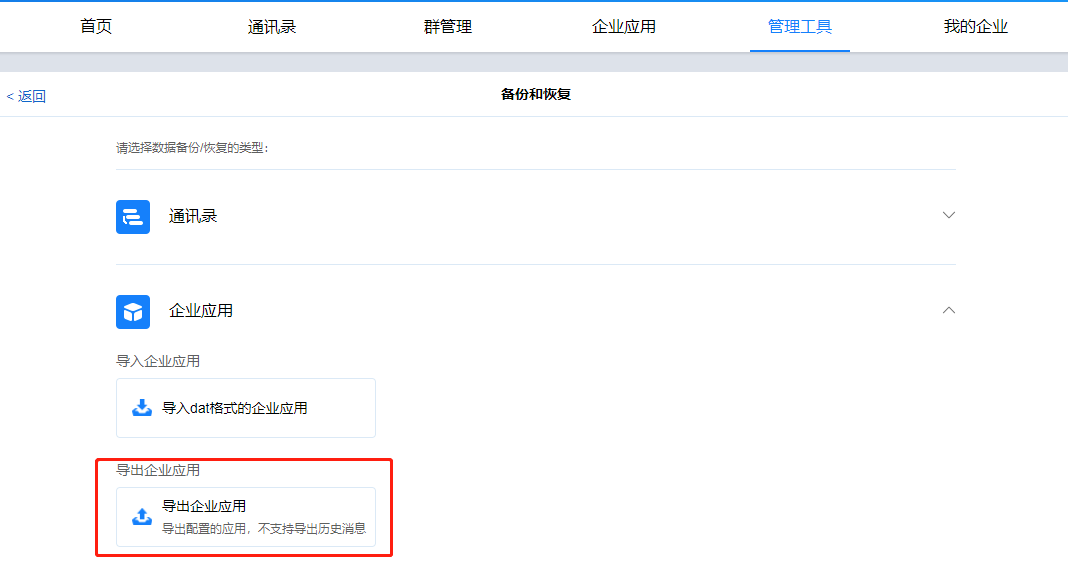 首页 通讯录 群管理 企业应用 管理工具 我的企业
< 返回 备份和恢复
请选择数据备份/恢复的类型：
通讯录
企业应用
导入企业应用
导入dat格式的企业应用
导出企业应用
导出企业应用
导出配置的应用，不支持导出历史消息